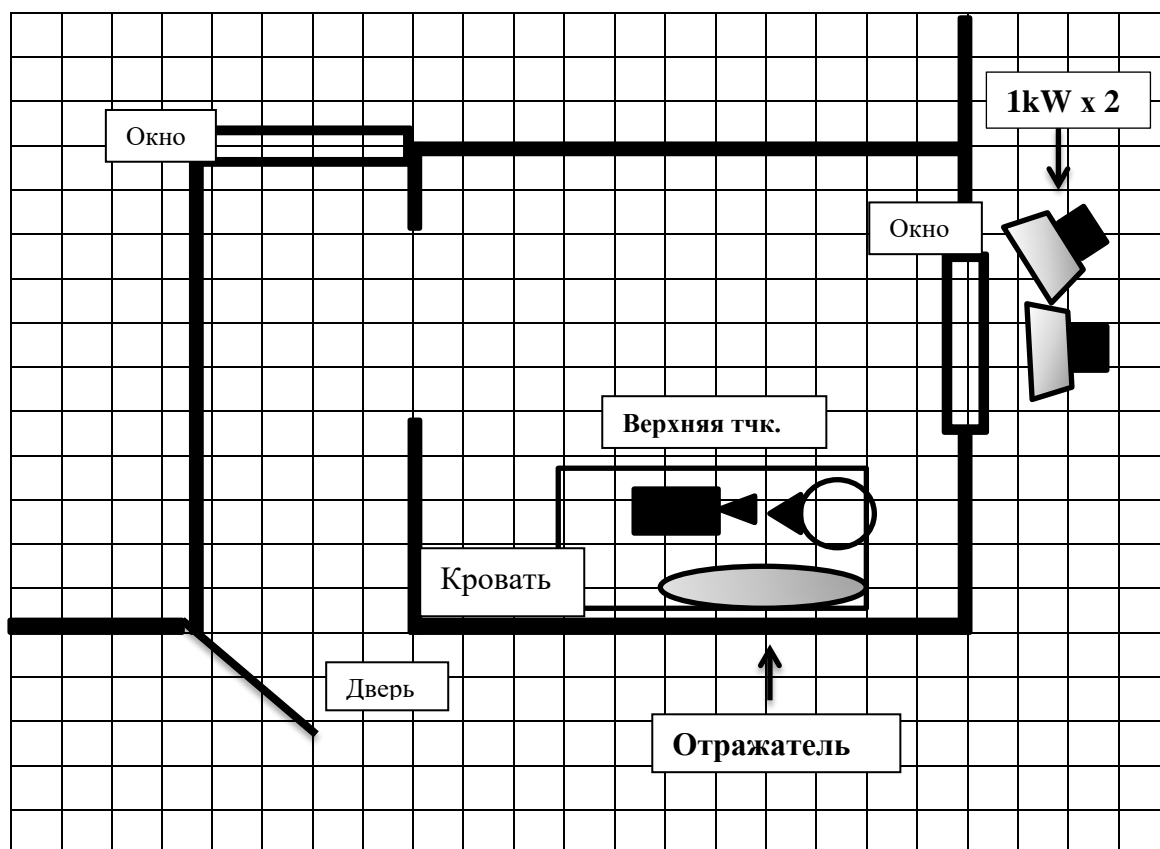 1kW x 2
Окно
Окно
Верхняя тчк.
Кровать
Дверь
Отражатель